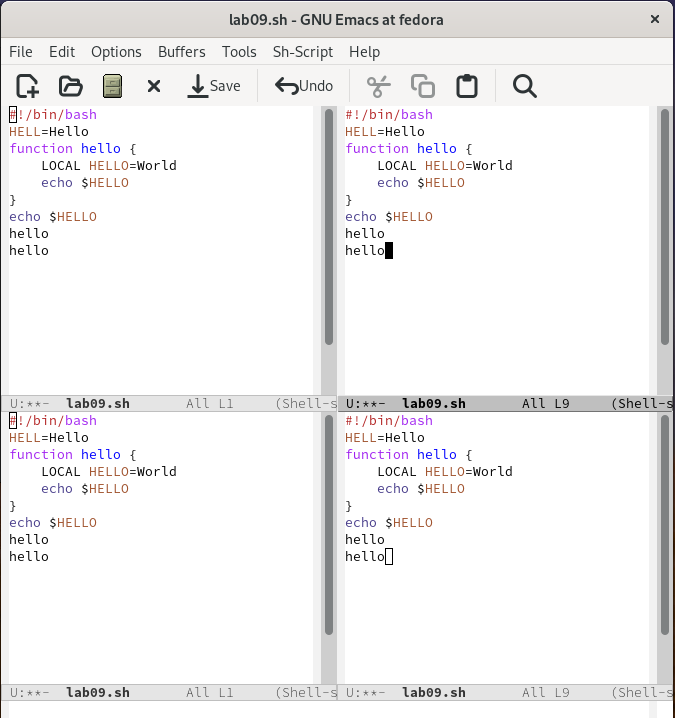 lab09.sh - GNU Emacs at fedora
File Edit Options Buffers Tools Sh-Script Help
Save Undo
#!/bin/bash
HELL=Hello
function hello {
    LOCAL HELLO=World
    echo $HELLO
}
echo $HELLO
hello
hello
U:**- lab09.sh All L1 (Shell-s
#!/bin/bash
HELL=Hello
function hello {
    LOCAL HELLO=World
    echo $HELLO
}
echo $HELLO
hello
hello
U:**- lab09.sh All L9 (Shell-s
#!/bin/bash
HELL=Hello
function hello {
    LOCAL HELLO=World
    echo $HELLO
}
echo $HELLO
hello
hello
U:**- lab09.sh All L1 (Shell-s
#!/bin/bash
HELL=Hello
function hello {
    LOCAL HELLO=World
    echo $HELLO
}
echo $HELLO
hello
hello
U:**- lab09.sh All L9 (Shell-s